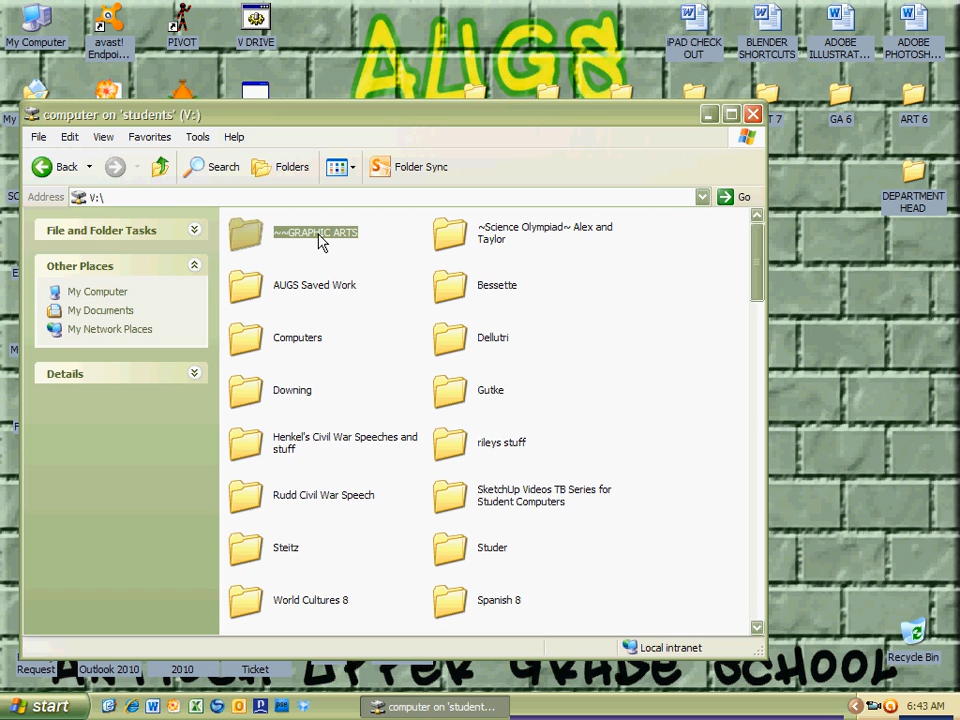 AUGS
My Computer
avast!
Endpoi...
PIVOT
V DRIVE
iPAD CHECK
OUT
BLENDER
SHORTCUTS
ADOBE
ILLUSTRAT...
ADOBE
PHOTOSH...
My
T 7
GA 6
ART 6
computer on 'students' (V:)
File Edit View Favorites Tools Help
Back Search Folders Folder Sync
Address V:\ Go
DEPARTMENT
HEAD
File and Folder Tasks
Other Places
My Computer
My Documents
My Network Places
Details
~~GRAPHIC ARTS
~Science Olympiad~ Alex and
Taylor
AUGS Saved Work
Bessette
Computers
Dellutri
Downing
Gutke
Henkel's Civil War Speeches and
stuff
rileys stuff
Rudd Civil War Speech
SketchUp Videos TB Series for
Student Computers
Steitz
Studer
World Cultures 8
Spanish 8
Local intranet
Recycle Bin
Request
Outlook 2010
2010
Ticket
UPPER GRADE SCHOOL
start
computer on 'student...
6:43 AM